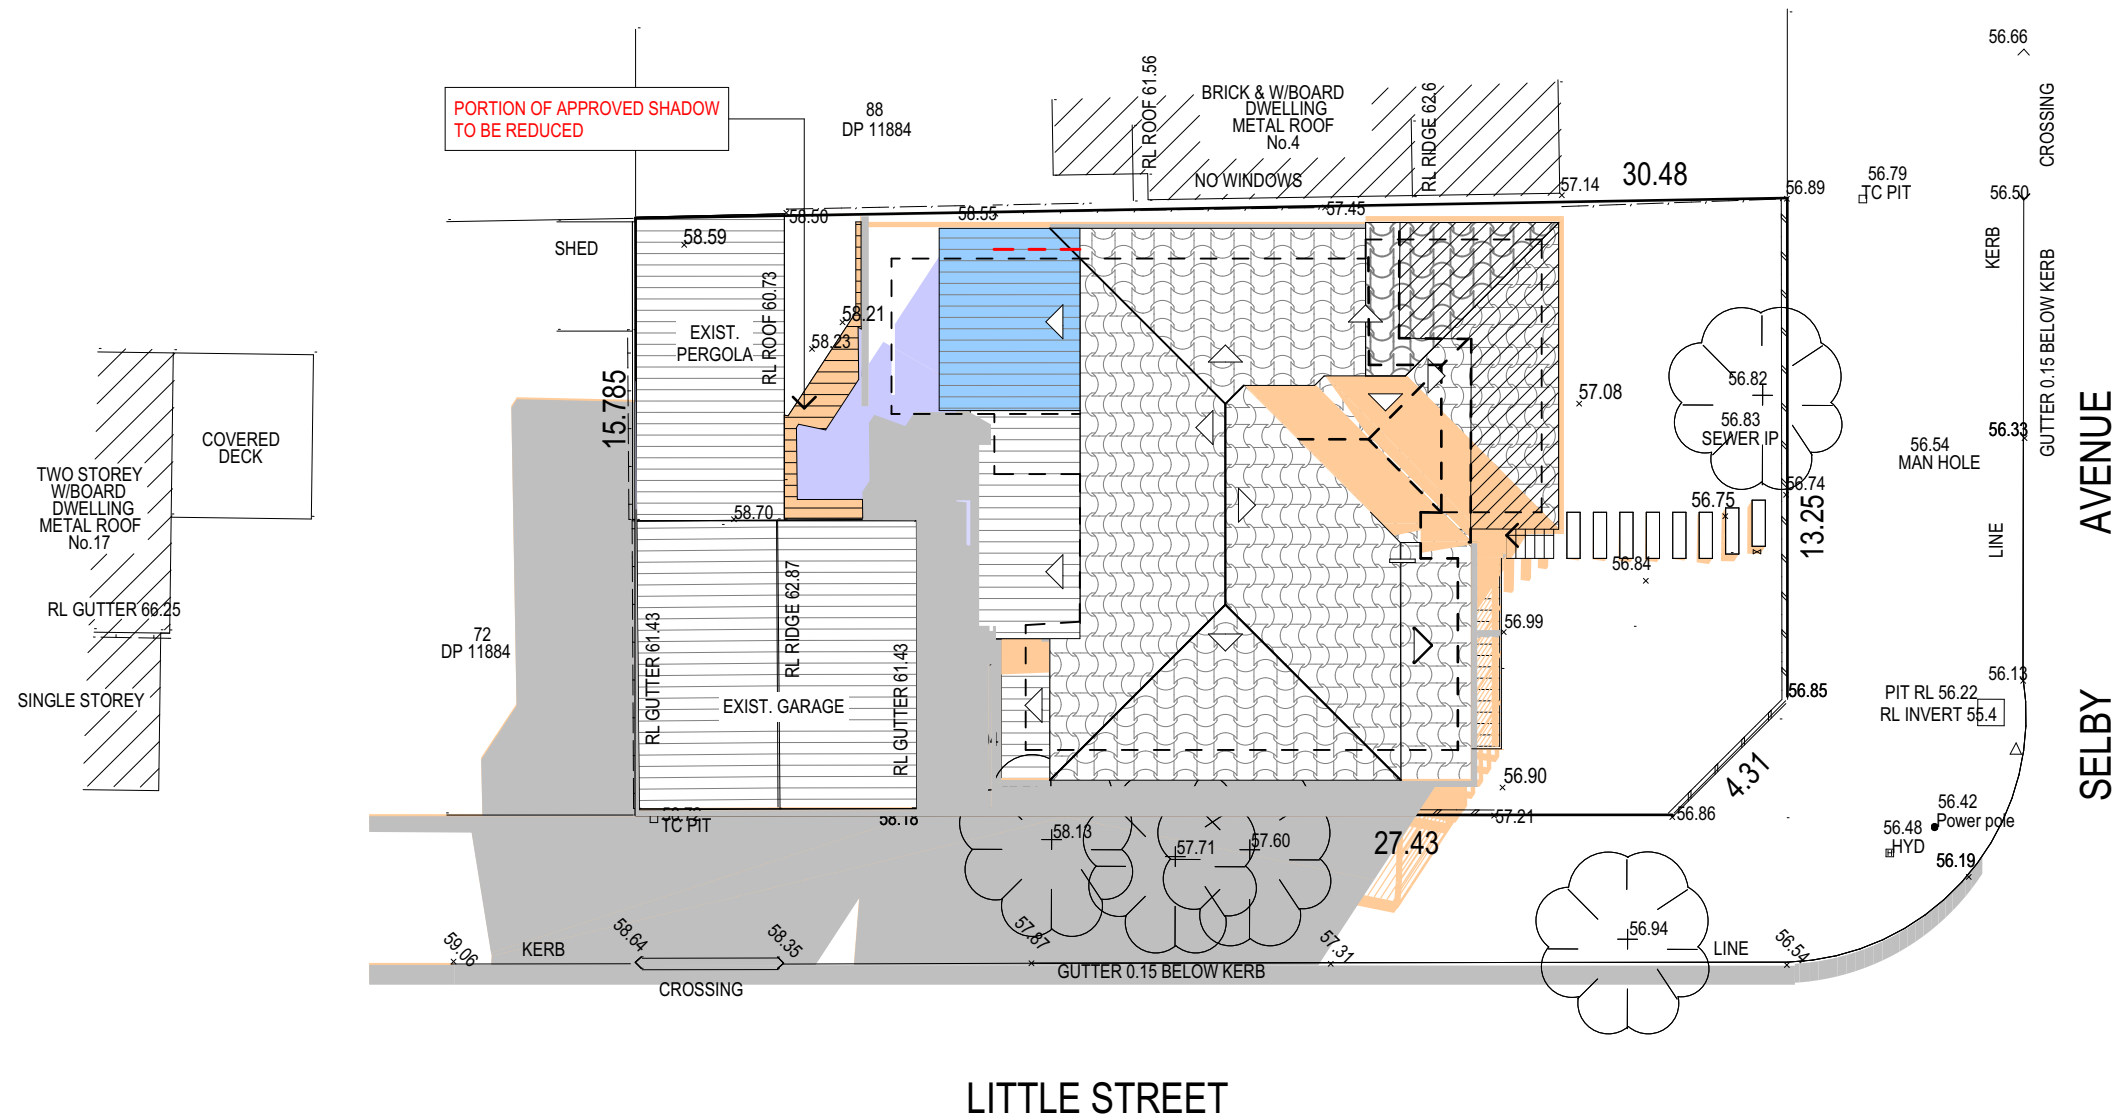 56.66
CROSSING
RL ROOF 61.56
BRICK & W/BOARD
DWELLING
METAL ROOF
No.4
RL RIDGE 62.6
PORTION OF APPROVED SHADOW
TO BE REDUCED
88
DP 11884
NO WINDOWS
57.14
30.48
56.89
56.79
TC PIT
56.50
KERB
GUTTER 0.15 BELOW KERB
58.50
58.55
57.45
SHED
58.59
RL ROOF 60.73
58.21
58.23
EXIST.
PERGOLA
15.785
57.08
56.82
56.83
SEWER IP
56.33
56.54
MAN HOLE
AVENUE
COVERED
DECK
TWO STOREY
W/BOARD
DWELLING
METAL ROOF
No.17
58.70
56.74
56.75
13.25
LINE
56.84
RL GUTTER 66.25
RL RIDGE 62.87
56.99
72
DP 11884
RL GUTTER 61.43
RL GUTTER 61.43
56.13
SINGLE STOREY
EXIST. GARAGE
56.85
PIT RL 56.22
RL INVERT 55.4
SELBY
4.31
56.90
TC PIT
58.18
58.13
57.71
57.60
27.43
57.21
56.86
56.42
Power pole
56.48
HYD
56.19
59.06
KERB
58.64
58.35
57.87
57.31
56.94
LINE
56.54
GUTTER 0.15 BELOW KERB
CROSSING
LITTLE STREET